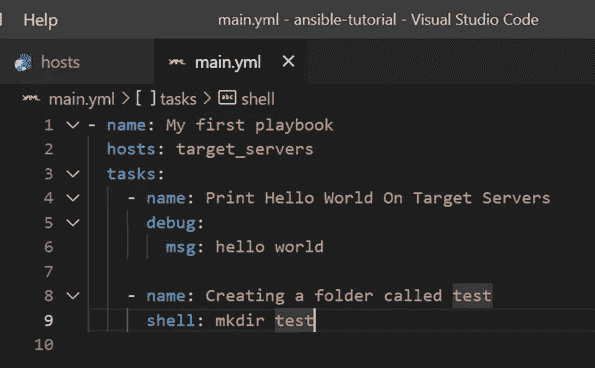 Help
main.yml - ansible-tutorial - Visual Studio Code
hosts
main.yml ×
main.yml > [ ] tasks > abc shell
1 - name: My first playbook
2 hosts: target_servers
3 tasks:
4 - name: Print Hello World On Target Servers
5 debug:
6 msg: hello world
7
8 - name: Creating a folder called test
9 shell: mkdir test
10